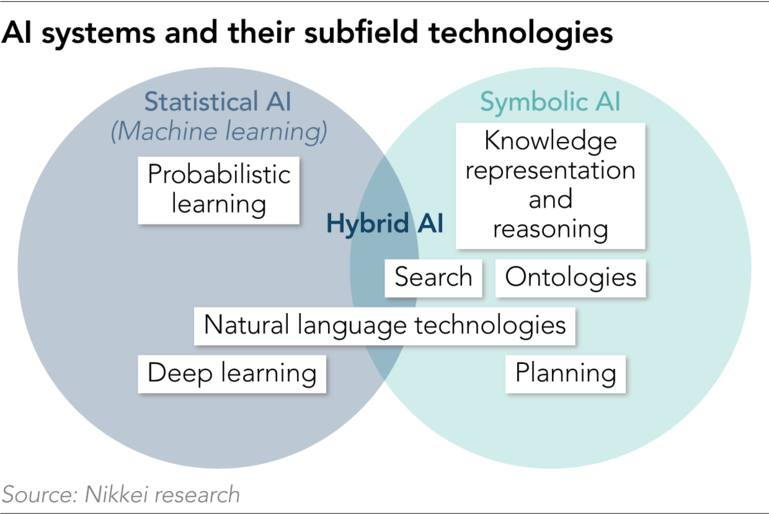 AI systems and their subfield technologies
Statistical AI
(Machine learning)
Probabilistic
learning
Symbolic AI
Knowledge
representation
and
reasoning
Hybrid AI
Search
Ontologies
Natural language technologies
Deep learning
Planning
Source: Nikkei research